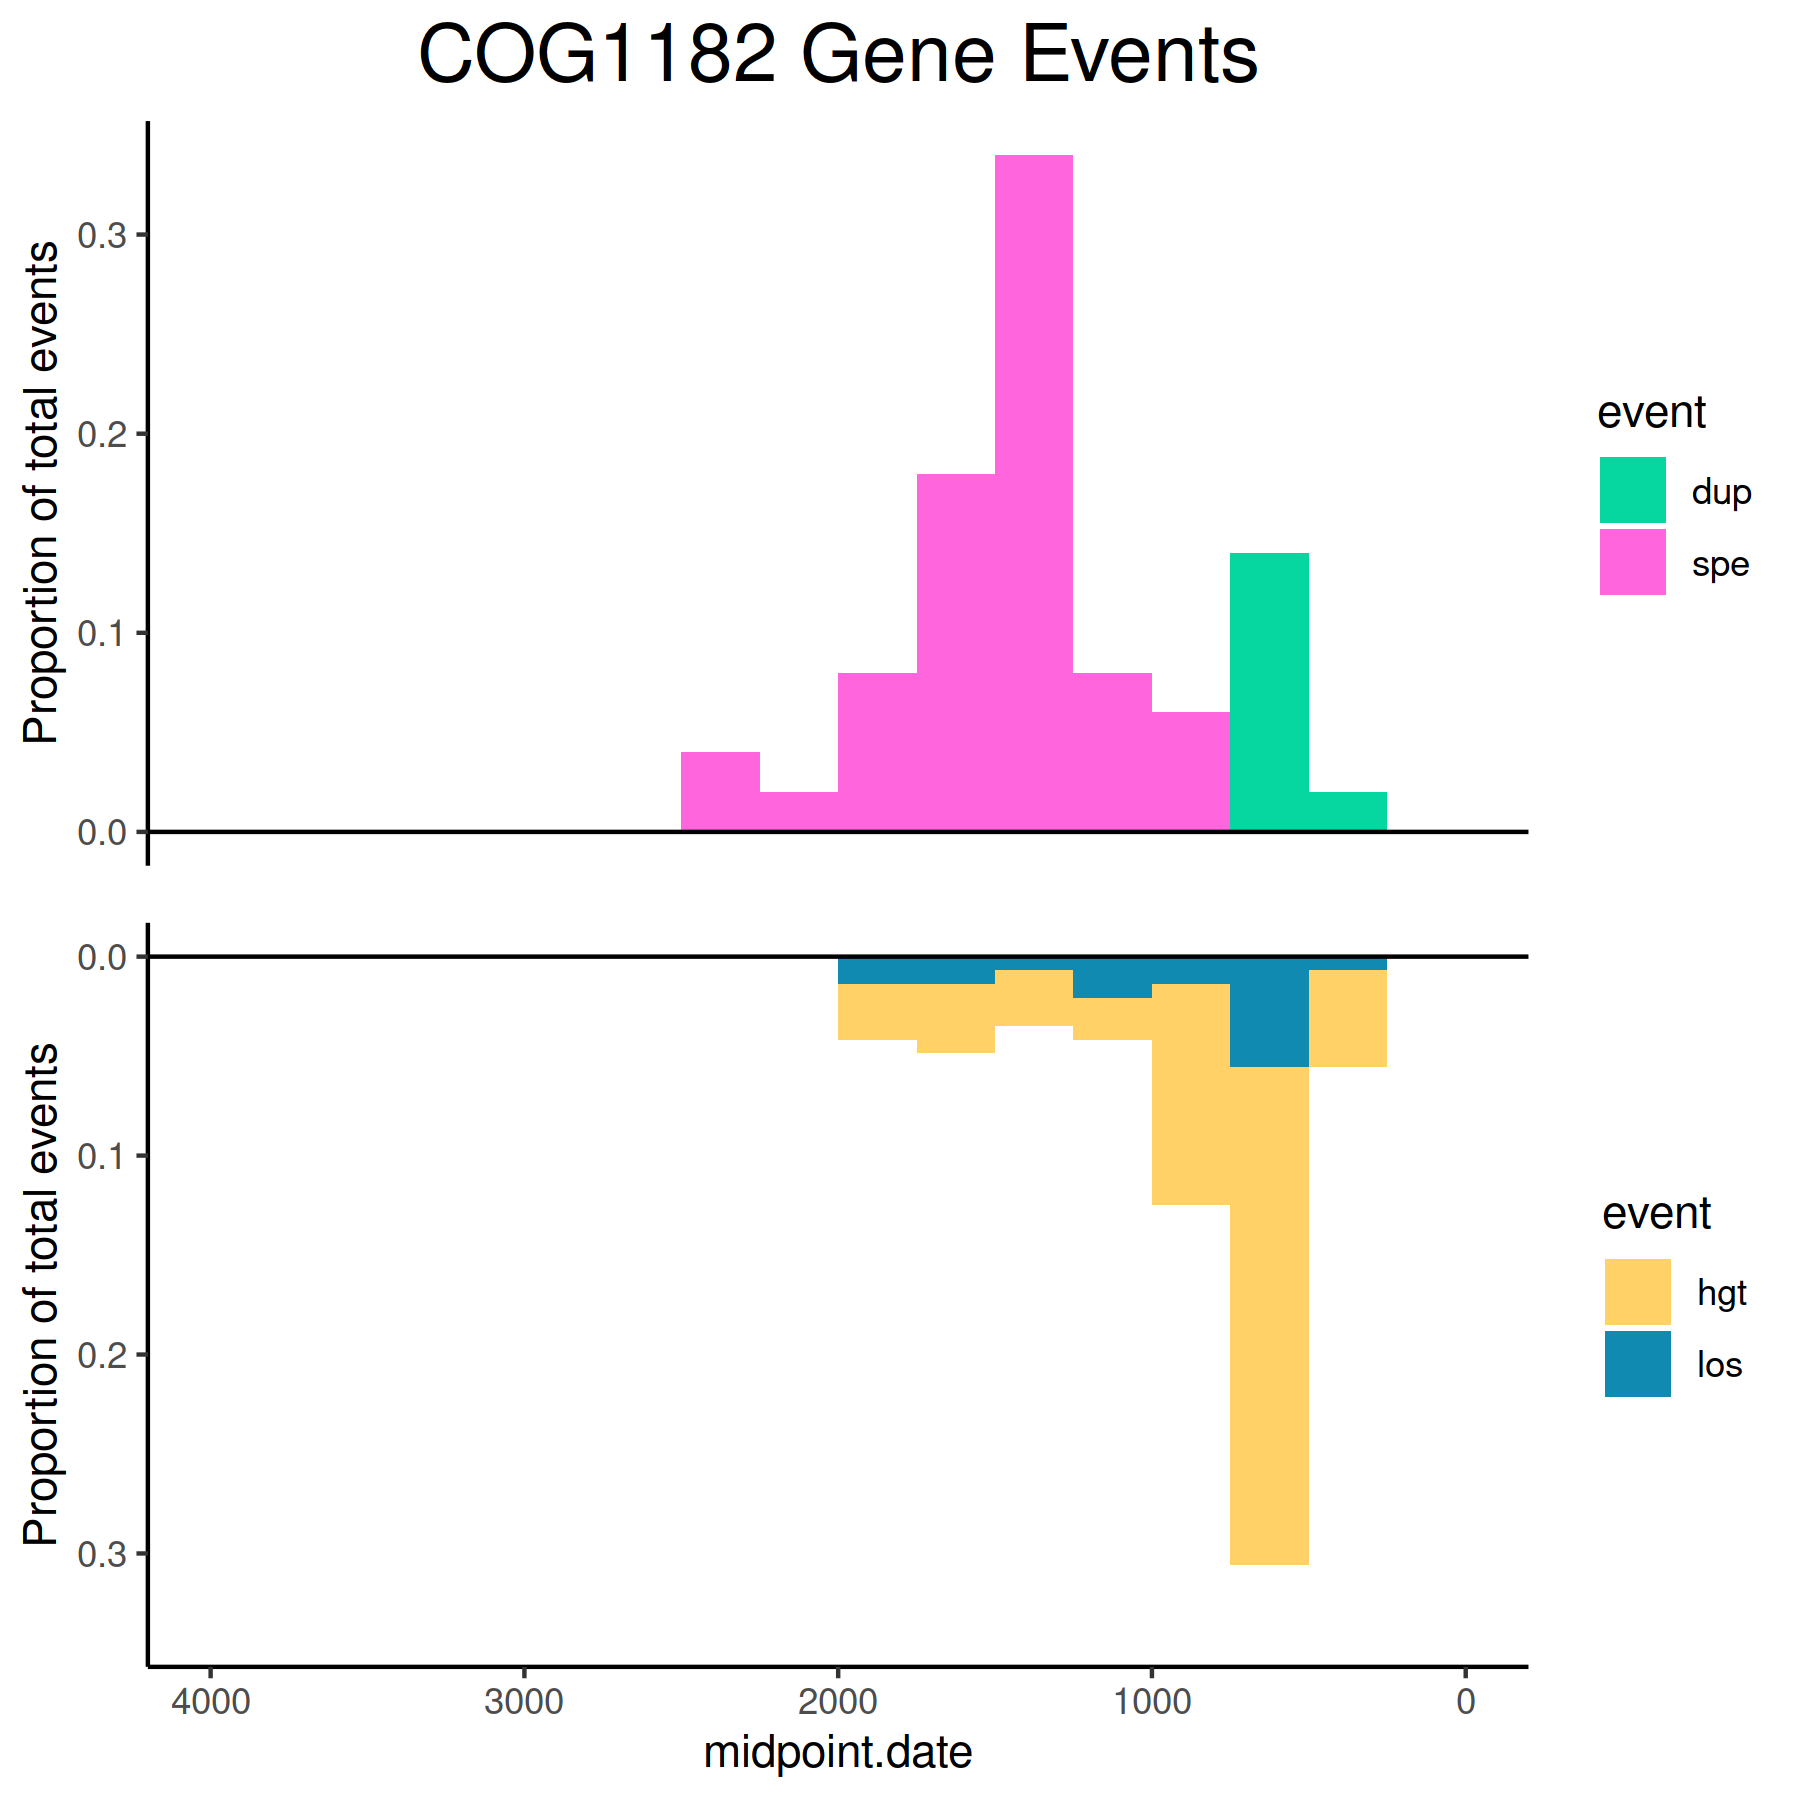 COG1182 Gene Events
Proportion of total events
0.3
0.2
0.1
0.0
event
dup
spe
Proportion of total events
0.0
0.1
0.2
0.3
event
hgt
los
4000 3000 2000 1000 0
midpoint.date